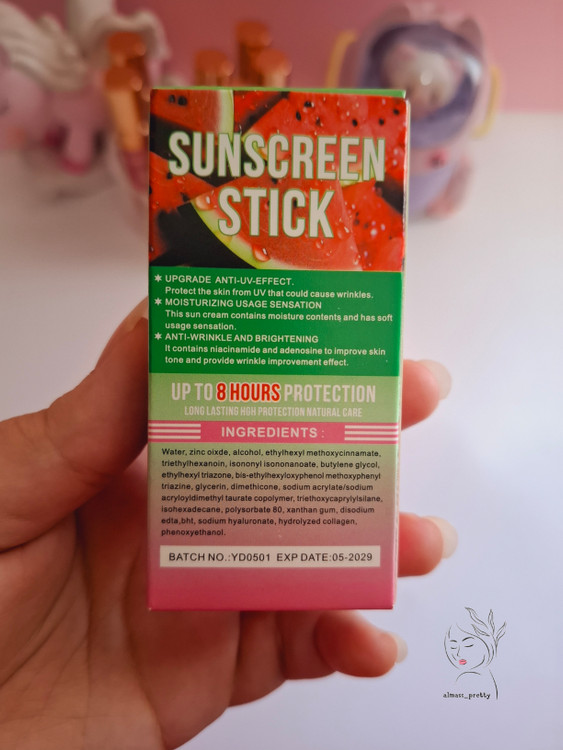 SUNSCREEN
STICK
✶ UPGRADE ANTI-UV-EFFECT.
Protect the skin from UV that could cause wrinkles.
✶ MOISTURIZING USAGE SENSATION
This sun cream contains moisture contents and has soft
usage sensation.
✶ ANTI-WRINKLE AND BRIGHTENING
It contains niacinamide and adenosine to improve skin
tone and provide wrinkle improvement effect.
UP TO 8 HOURS PROTECTION
LONG LASTING HGH PROTECTION NATURAL CARE
INGREDIENTS :
Water, zinc oixde, alcohol, ethylhexyl methoxycinnamate,
triethylhexanoin, isononyl isononanoate, butylene glycol,
ethylhexyl triazone, bis-ethylhexyloxyphenol methoxyphenyl
triazine, glycerin, dimethicone, sodium acrylate/sodium
acryloyldimethyl taurate copolymer, triethoxycaprylylsilane,
isohexadecane, polysorbate 80, xanthan gum, disodium
edta,bht, sodium hyaluronate, hydrolyzed collagen,
phenoxyethanol.
BATCH NO.:YD0501 EXP DATE:05-2029
almost_pretty